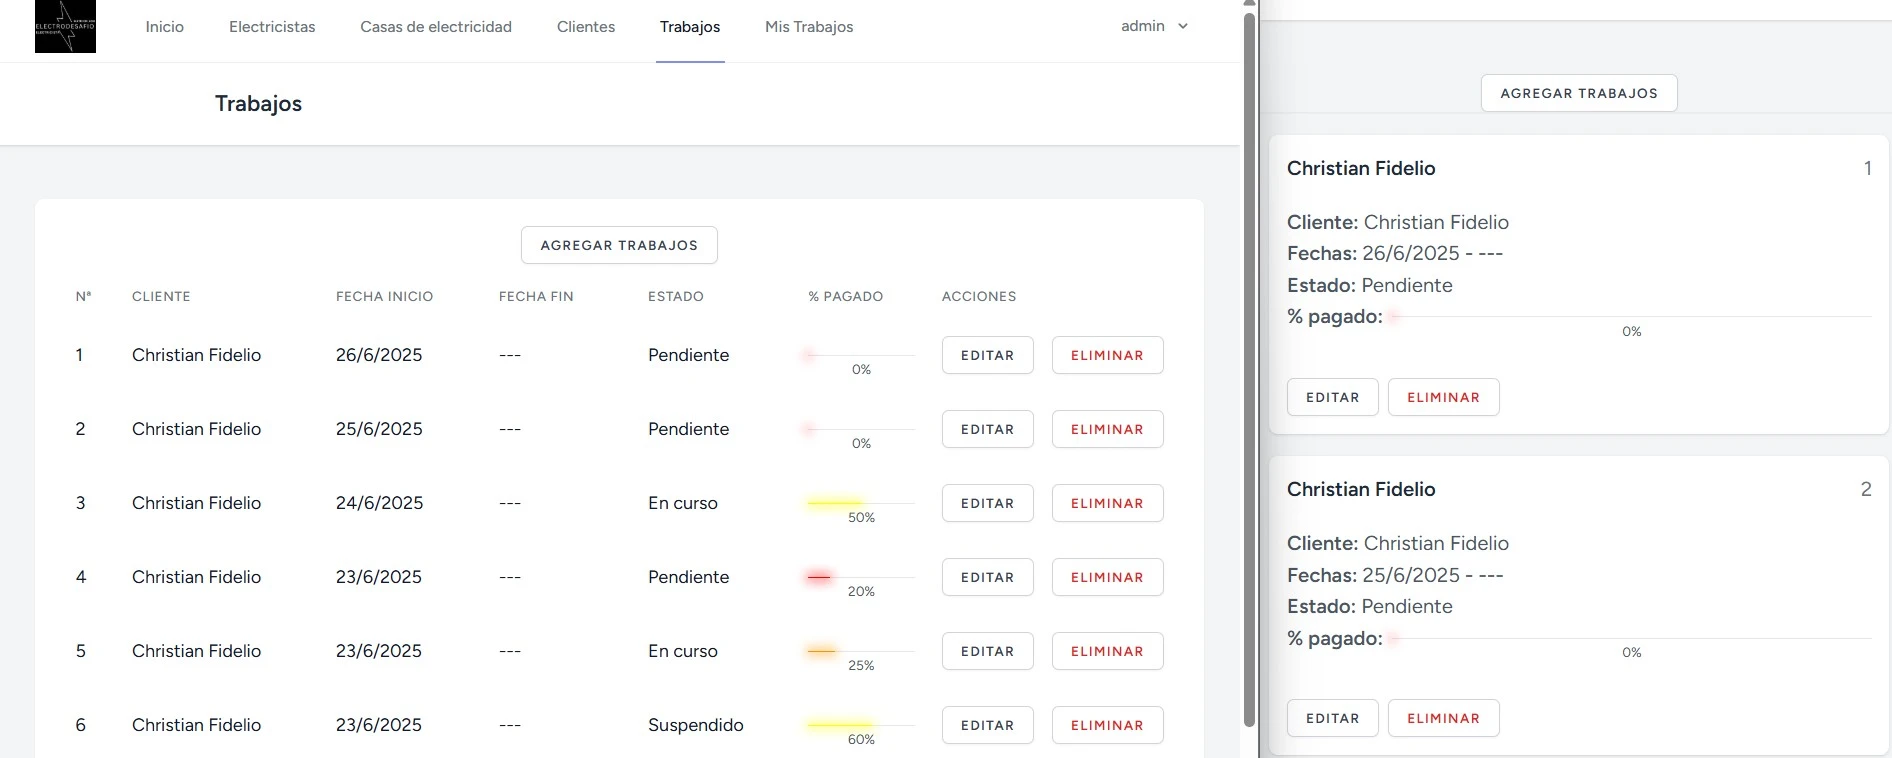 ELECTRODESAFIO
Inicio Electricistas Casas de electricidad Clientes Trabajos Mis Trabajos admin
Trabajos
AGREGAR TRABAJOS
Nº CLIENTE FECHA INICIO FECHA FIN ESTADO % PAGADO ACCIONES
1 Christian Fidelio 26/6/2025 --- Pendiente 0% EDITAR ELIMINAR
2 Christian Fidelio 25/6/2025 --- Pendiente 0% EDITAR ELIMINAR
3 Christian Fidelio 24/6/2025 --- En curso 50% EDITAR ELIMINAR
4 Christian Fidelio 23/6/2025 --- Pendiente 20% EDITAR ELIMINAR
5 Christian Fidelio 23/6/2025 --- En curso 25% EDITAR ELIMINAR
6 Christian Fidelio 23/6/2025 --- Suspendido 60% EDITAR ELIMINAR
AGREGAR TRABAJOS
Christian Fidelio 1
Cliente: Christian Fidelio
Fechas: 26/6/2025 - ---
Estado: Pendiente
% pagado:
0%
EDITAR ELIMINAR
Christian Fidelio 2
Cliente: Christian Fidelio
Fechas: 25/6/2025 - ---
Estado: Pendiente
% pagado:
0%
EDITAR ELIMINAR